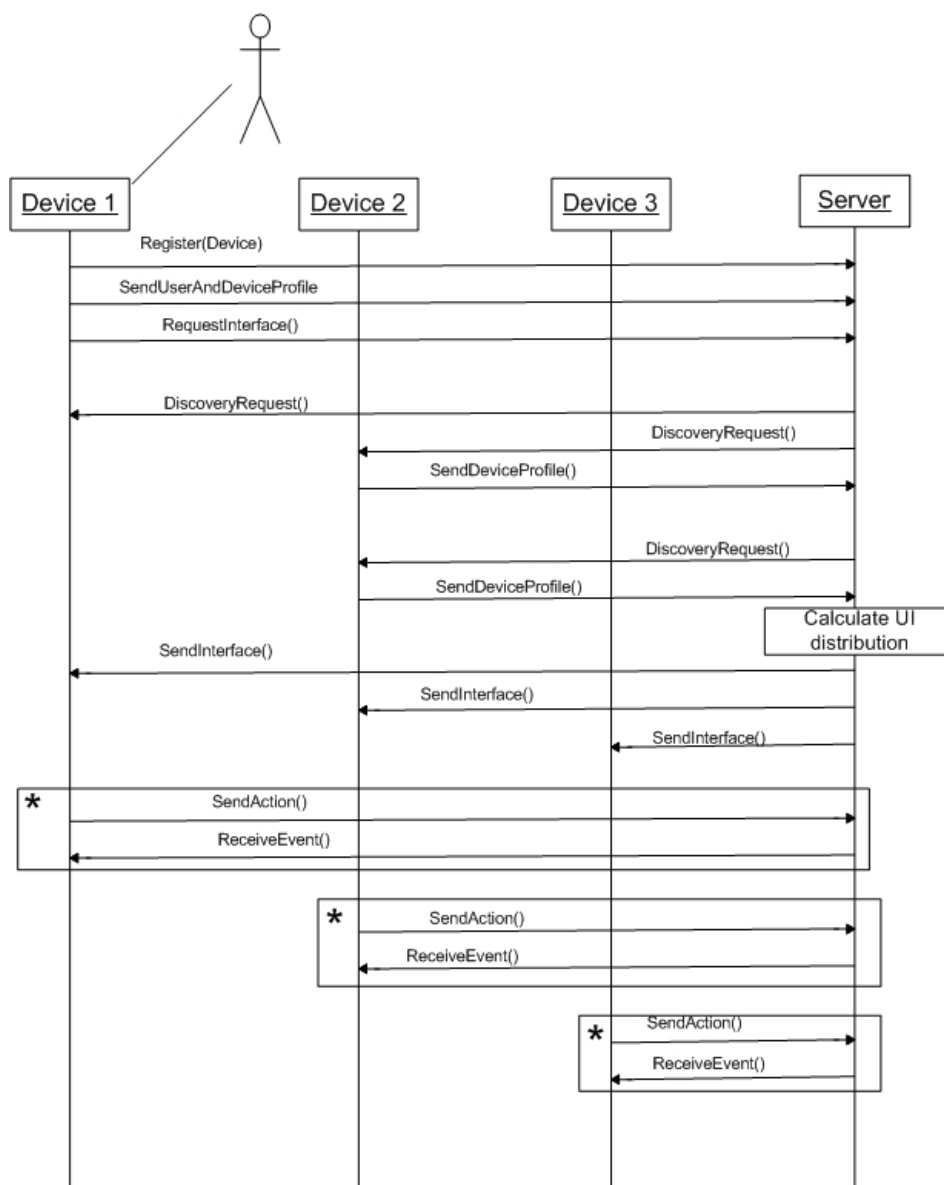 Device 1
Device 2
Device 3
Server
Register(Device)
SendUserAndDeviceProfile
RequestInterface()
DiscoveryRequest()
DiscoveryRequest()
SendDeviceProfile()
DiscoveryRequest()
SendDeviceProfile()
Calculate UI
distribution
SendInterface()
SendInterface()
SendInterface()
*
SendAction()
ReceiveEvent()
*
SendAction()
ReceiveEvent()
*
SendAction()
ReceiveEvent()